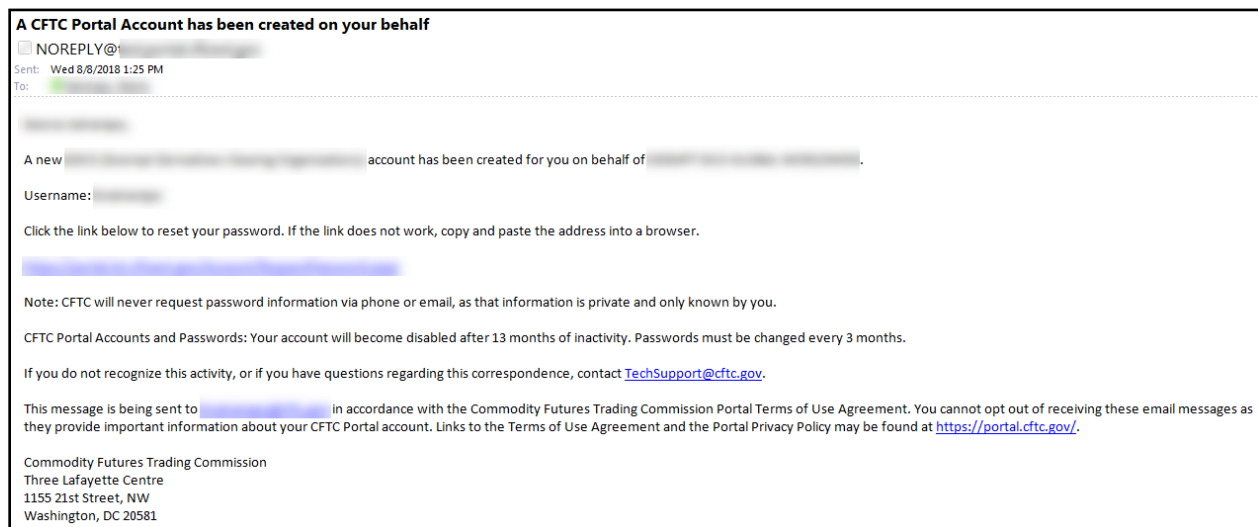 A CFTC Portal Account has been created on your behalf
NOREPLY@
Sent: Wed 8/8/2018 1:25 PM
To:
A new account has been created for you on behalf of .
Username:
Click the link below to reset your password. If the link does not work, copy and paste the address into a browser.
Note: CFTC will never request password information via phone or email, as that information is private and only known by you.
CFTC Portal Accounts and Passwords: Your account will become disabled after 13 months of inactivity. Passwords must be changed every 3 months.
If you do not recognize this activity, or if you have questions regarding this correspondence, contact TechSupport@cftc.gov.
This message is being sent to in accordance with the Commodity Futures Trading Commission Portal Terms of Use Agreement. You cannot opt out of receiving these email messages as
they provide important information about your CFTC Portal account. Links to the Terms of Use Agreement and the Portal Privacy Policy may be found at https://portal.cftc.gov/.
Commodity Futures Trading Commission
Three Lafayette Centre
1155 21st Street, NW
Washington, DC 20581